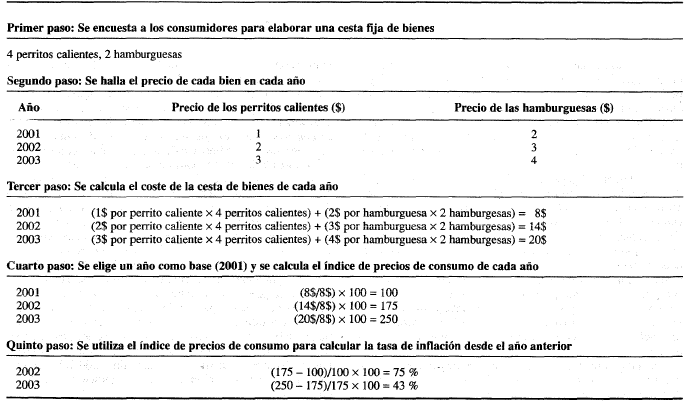 Primer paso: Se encuesta a los consumidores para elaborar una cesta fija de bienes
4 perritos calientes, 2 hamburguesas
Segundo paso: Se halla el precio de cada bien en cada año
Año Precio de los perritos calientes ($) Precio de las hamburguesas ($)
2001 1 2
2002 2 3
2003 3 4
Tercer paso: Se calcula el coste de la cesta de bienes de cada año
2001 (1$ por perrito caliente × 4 perritos calientes) + (2$ por hamburguesa × 2 hamburgesas) = 8$
2002 (2$ por perrito caliente × 4 perritos calientes) + (3$ por hamburguesa × 2 hamburgesas) = 14$
2003 (3$ por perrito caliente × 4 perritos calientes) + (4$ por hamburguesa × 2 hamburgesas) = 20$
Cuarto paso: Se elige un año como base (2001) y se calcula el índice de precios de consumo de cada año
2001 (8$/8$) × 100 = 100
2002 (14$/8$) × 100 = 175
2003 (20$/8$) × 100 = 250
Quinto paso: Se utiliza el índice de precios de consumo para calcular la tasa de inflación desde el año anterior
2002 (175 – 100)/100 × 100 = 75 %
2003 (250 – 175)/175 × 100 = 43 %